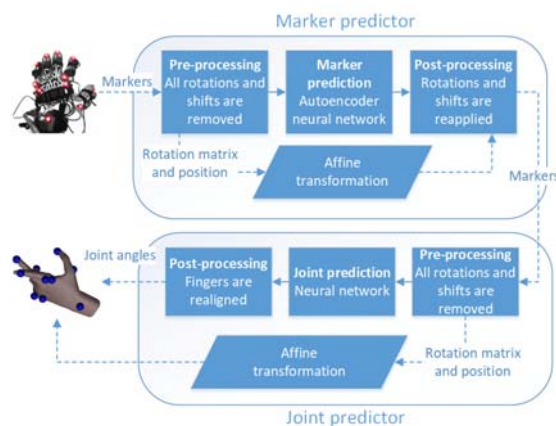 Marker predictor
Markers
Pre-processing
All rotations and
shifts are
removed
Marker
prediction
Autoencoder
neural network
Post-processing
Rotations and
shifts are
reapplied
Rotation matrix
and position
Affine
transformation
Markers
Joint angles
Post-processing
Fingers are
realigned
Joint prediction
Neural network
Pre-processing
All rotations and
shifts are
removed
Affine
transformation
Rotation matrix
and position
Joint predictor